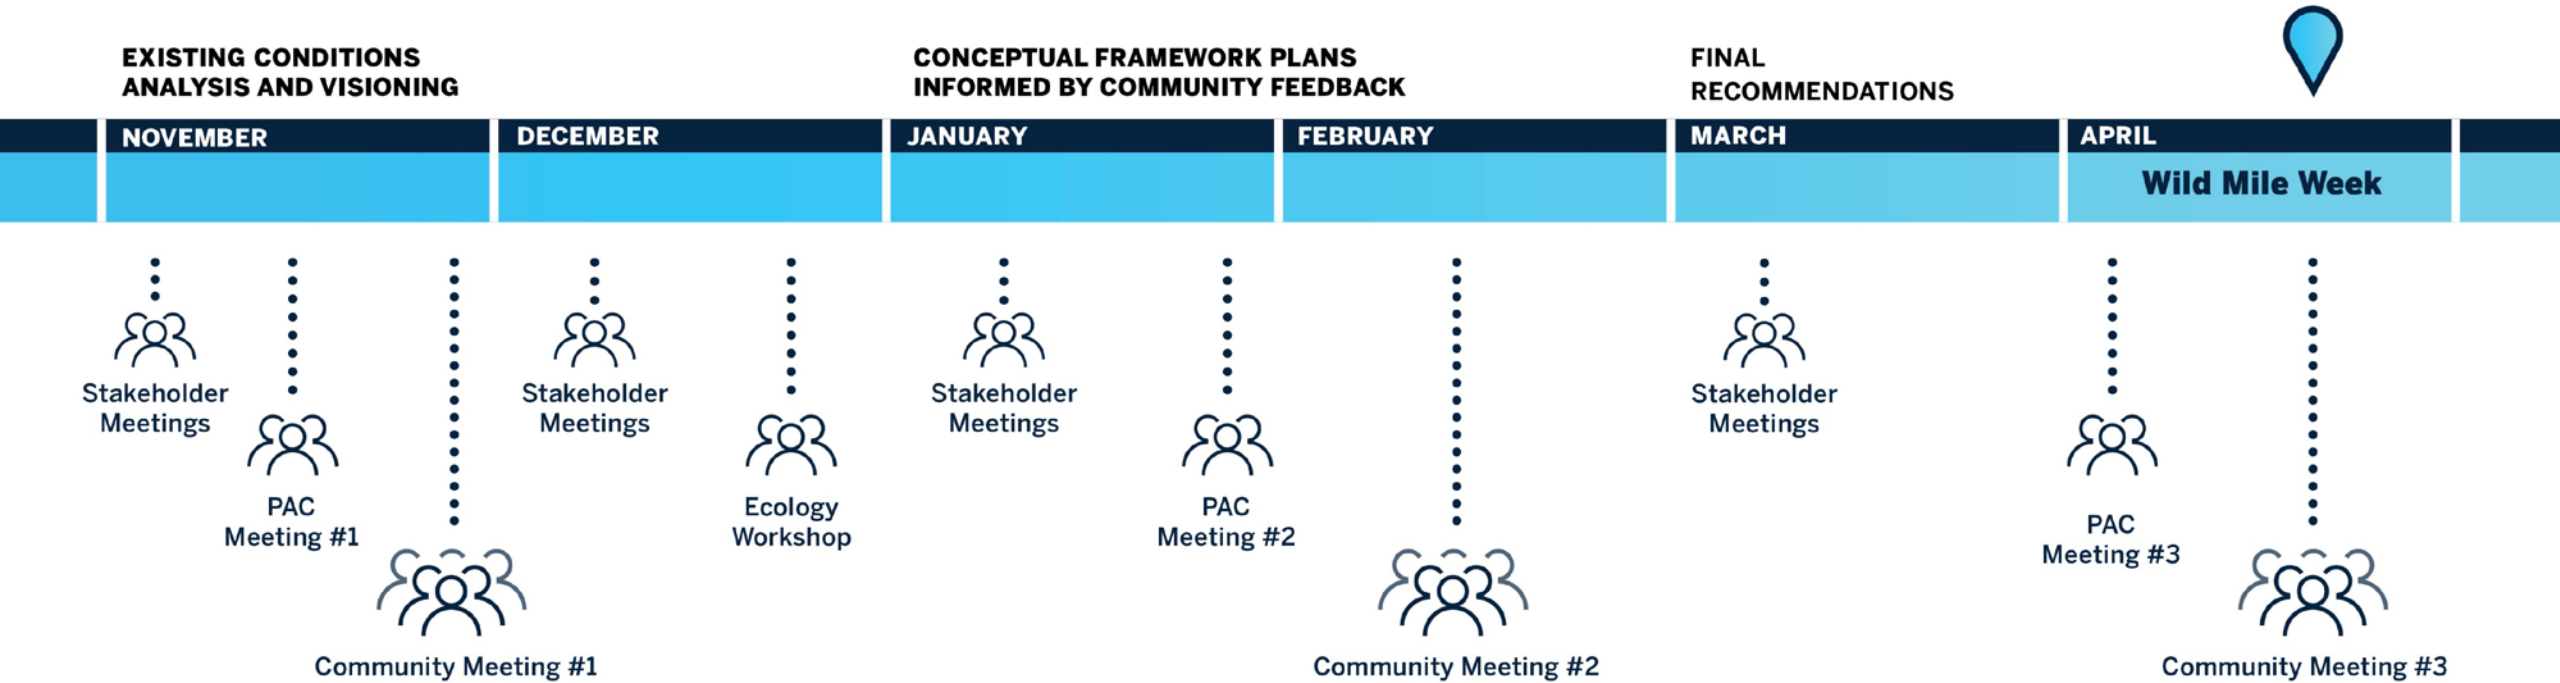 EXISTING CONDITIONS
ANALYSIS AND VISIONING
CONCEPTUAL FRAMEWORK PLANS
INFORMED BY COMMUNITY FEEDBACK
FINAL
RECOMMENDATIONS
NOVEMBER
DECEMBER
JANUARY
FEBRUARY
MARCH
APRIL
Wild Mile Week
Stakeholder
Meetings
PAC
Meeting #1
Community Meeting #1
Stakeholder
Meetings
Ecology
Workshop
Stakeholder
Meetings
PAC
Meeting #2
Community Meeting #2
Stakeholder
Meetings
PAC
Meeting #3
Community Meeting #3